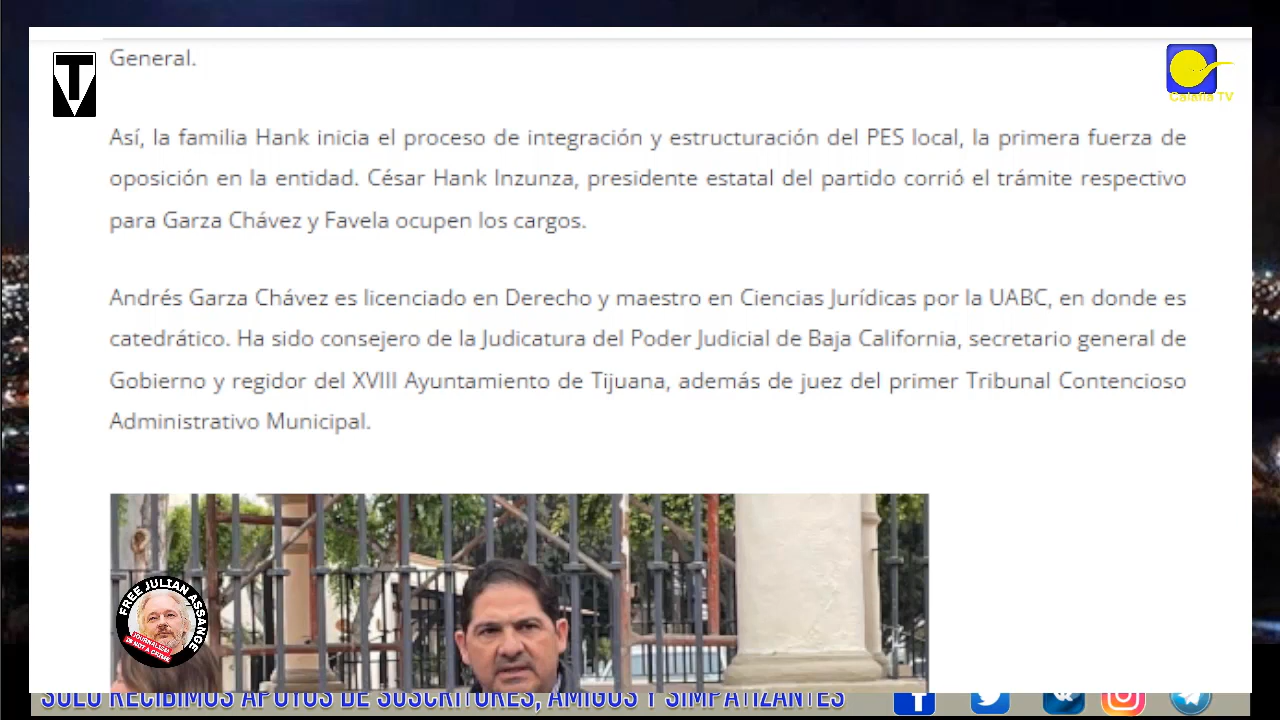 General.
Así, la familia Hank inicia el proceso de integración y estructuración del PES local, la primera fuerza de
oposición en la entidad. César Hank Inzunza, presidente estatal del partido corrió el trámite respectivo
para Garza Chávez y Favela ocupen los cargos.
Andrés Garza Chávez es licenciado en Derecho y maestro en Ciencias Jurídicas por la UABC, en donde es
catedrático. Ha sido consejero de la Judicatura del Poder Judicial de Baja California, secretario general de
Gobierno y regidor del XVIII Ayuntamiento de Tijuana, además de juez del primer Tribunal Contencioso
Administrativo Municipal.
T
Calafia TV
FREE JULIAN ASSANGE
JOURNALISM
IS NOT A CRIME
SOLO RECIBIMOS APOYOS DE SUSCRITORES, AMIGOS Y SIMPATIZANTES